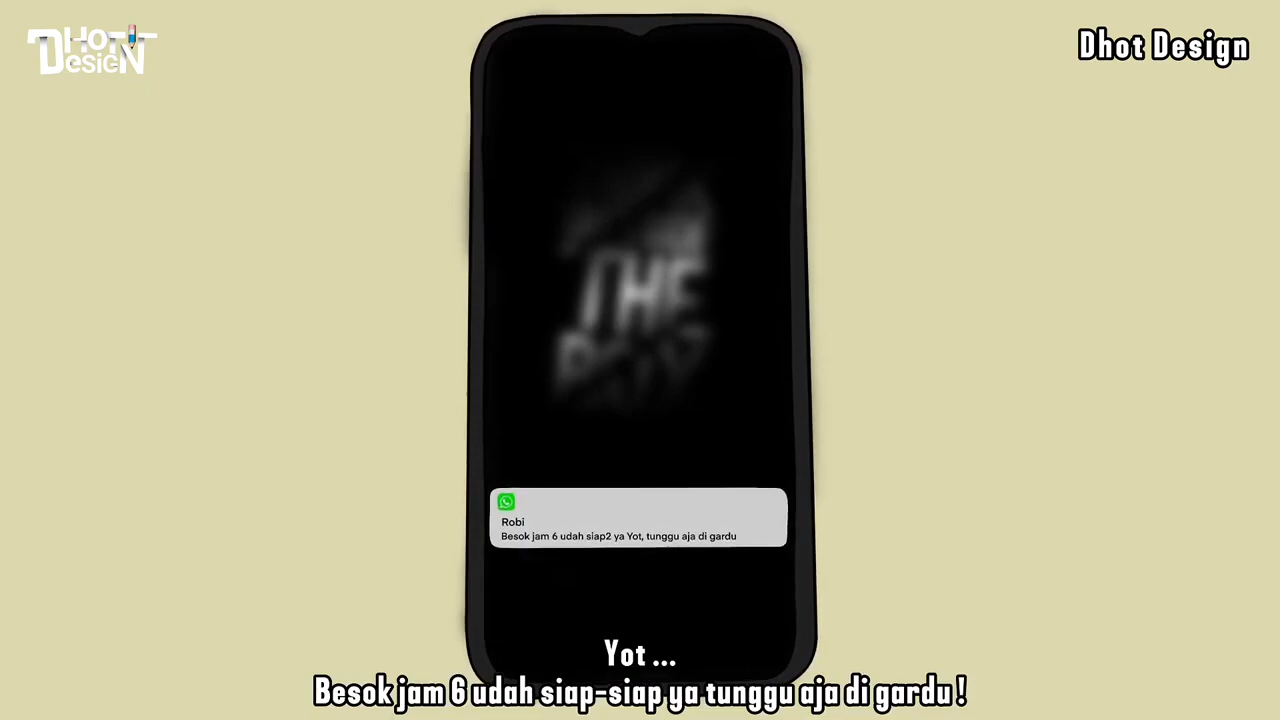 DHOT
DesigN
Dhot Design
THE
Robi
Besok jam 6 udah siap2 ya Yot, tunggu aja di gardu
Yot ...
Besok jam 6 udah siap-siap ya tunggu aja di gardu !